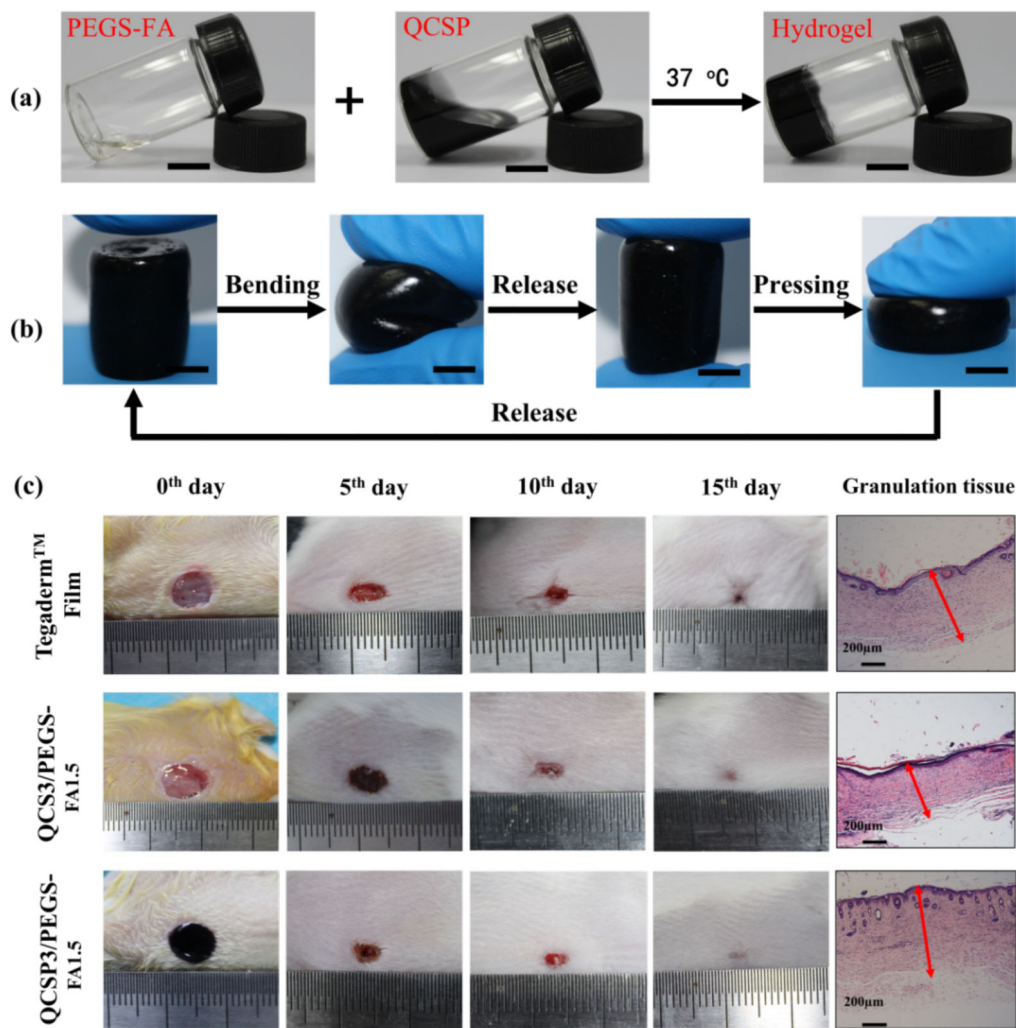 PEGS-FA
QCSP
Hydrogel
(a)
+
37 °C
(b)
Bending
Release
Pressing
Release
(c)
0th day
5th day
10th day
15th day
Granulation tissue
Tegaderm™
Film
200μm
QCS3/PEGS-
FA1.5
200μm
QCSP3/PEGS-
FA1.5
200μm